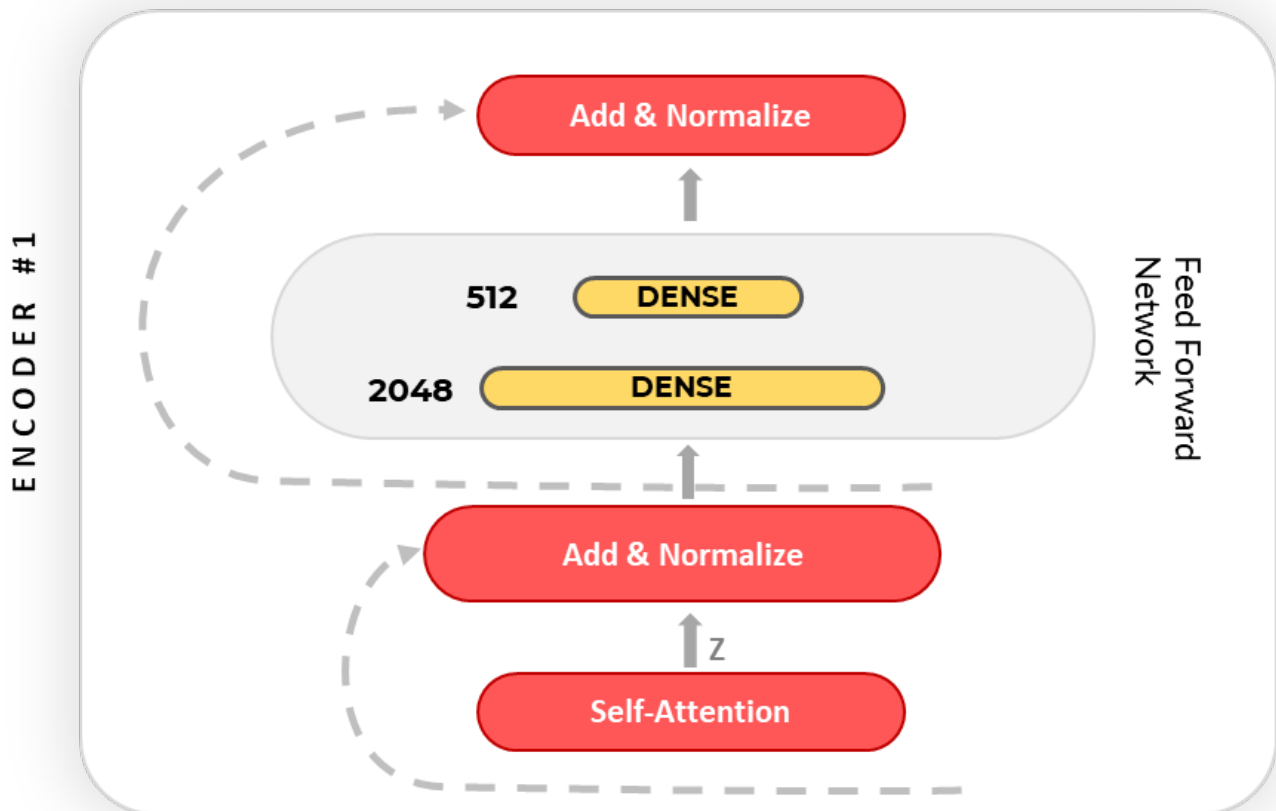 ENCODER #1
Add & Normalize
512
DENSE
2048
DENSE
Feed Forward
Network
Add & Normalize
Z
Self-Attention